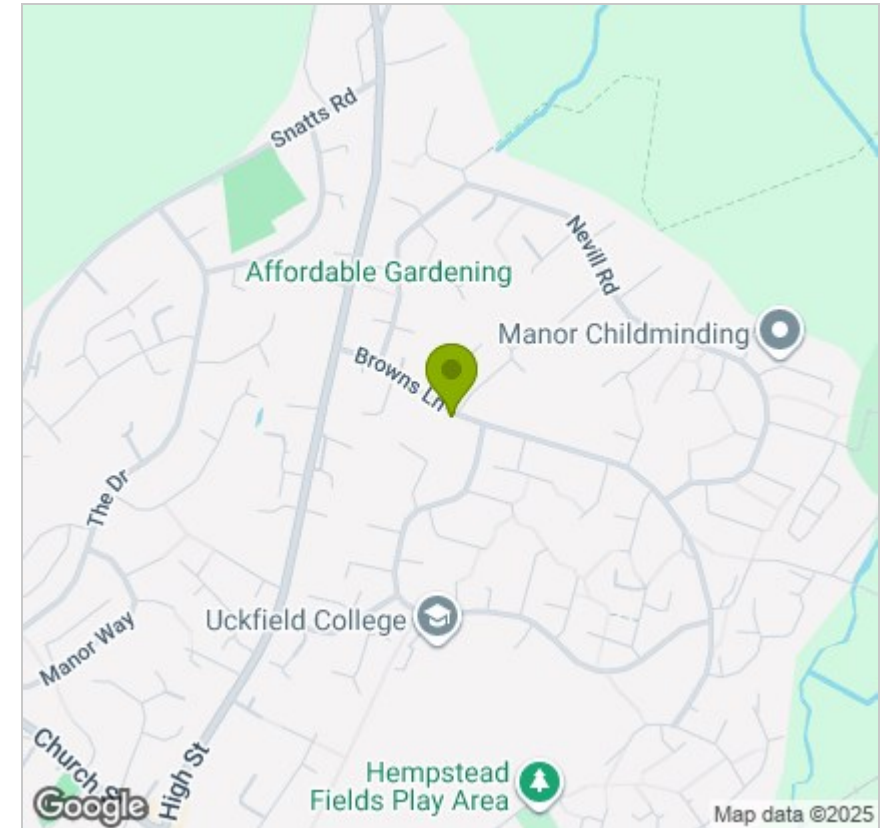 Snatts Rd
Nevill Rd
Affordable Gardening
Manor Childminding
Browns Ln
The Dr
Uckfield College
Manor Way
Church
High St
Hempstead
Fields Play Area
Google
Map data ©2025